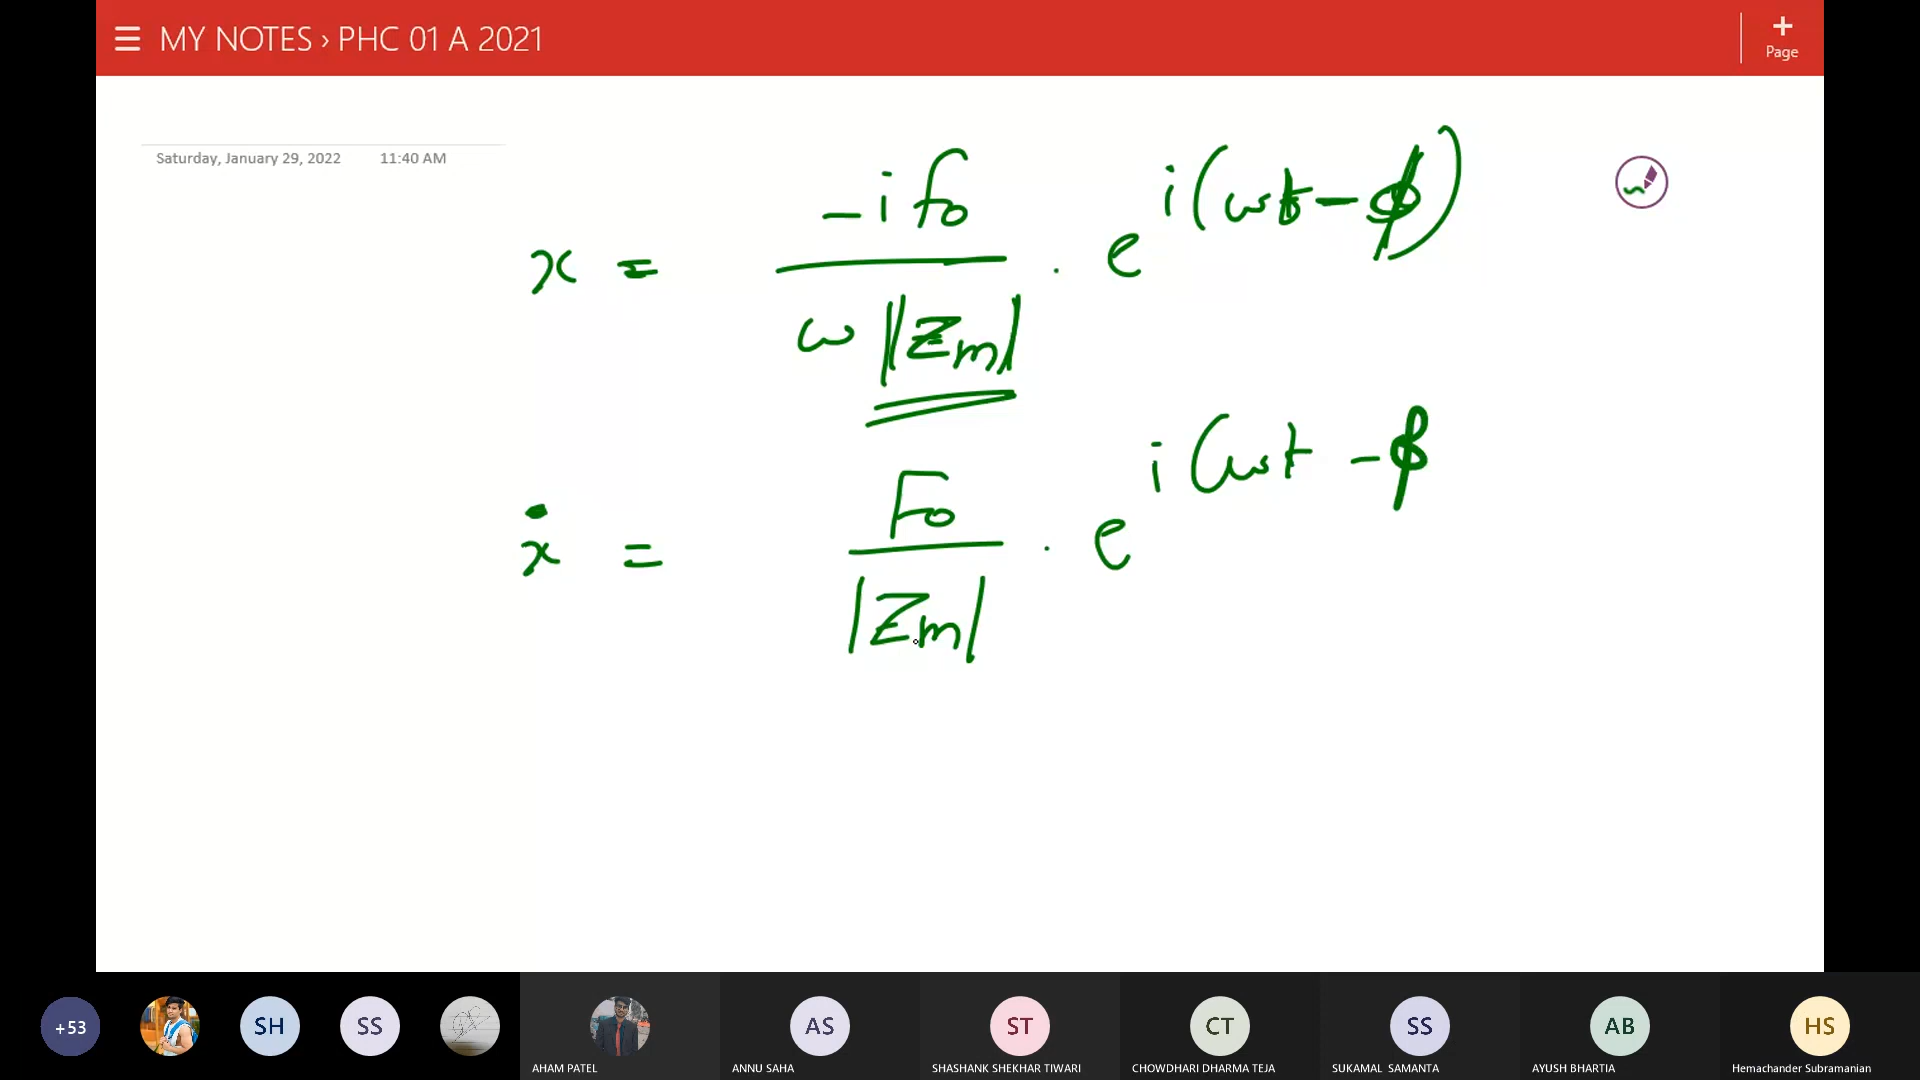 MY NOTES › PHC 01 A 2021
+
Page
Saturday, January 29, 2022 11:40 AM
x = -i f₀ / ω |Zₘ| · e^i(ωt - ϕ)
ẋ = F₀ / |Zₘ| · e^i(ωt - ϕ
+53
SH
SS
AS
ST
CT
SS
AB
HS
AHAM PATEL
ANNU SAHA
SHASHANK SHEKHAR TIWARI
CHOWDHARI DHARMA TEJA
SUKAMAL SAMANTA
AYUSH BHARTIA
Hemachander Subramanian